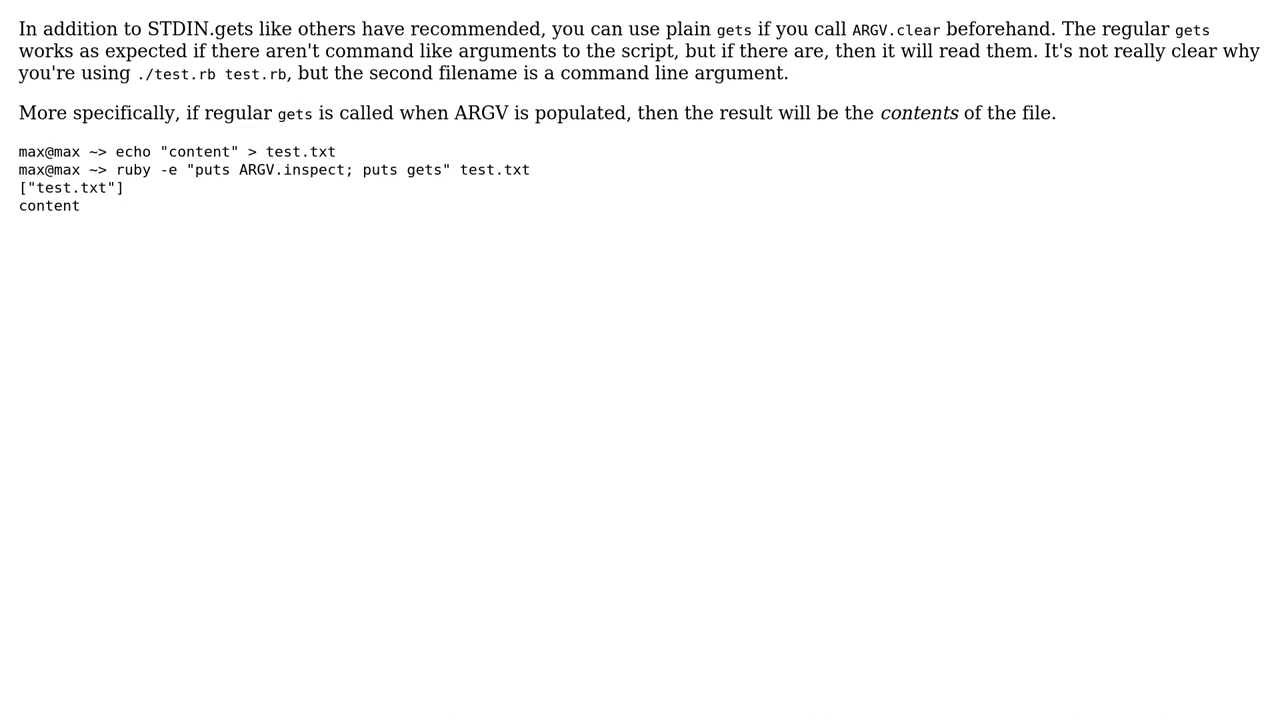 In addition to STDIN.gets like others have recommended, you can use plain gets if you call ARGV.clear beforehand. The regular gets
works as expected if there aren't command like arguments to the script, but if there are, then it will read them. It's not really clear why
you're using ./test.rb test.rb, but the second filename is a command line argument.
More specifically, if regular gets is called when ARGV is populated, then the result will be the contents of the file.
max@max ~> echo "content" > test.txt
max@max ~> ruby -e "puts ARGV.inspect; puts gets" test.txt
["test.txt"]
content